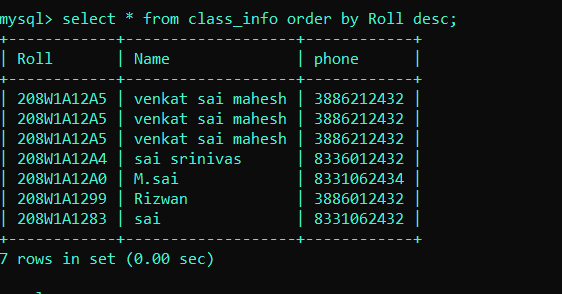 mysql> select * from class_info order by Roll desc;
+------------+-------------------+------------+
| Roll       | Name              | phone      |
+------------+-------------------+------------+
| 208W1A12A5 | venkat sai mahesh | 3886212432 |
| 208W1A12A5 | venkat sai mahesh | 3886212432 |
| 208W1A12A5 | venkat sai mahesh | 3886212432 |
| 208W1A12A4 | sai srinivas      | 8336012432 |
| 208W1A12A0 | M.sai             | 8331062434 |
| 208W1A1299 | Rizwan            | 3886012432 |
| 208W1A1283 | sai               | 8331062432 |
+------------+-------------------+------------+
7 rows in set (0.00 sec)